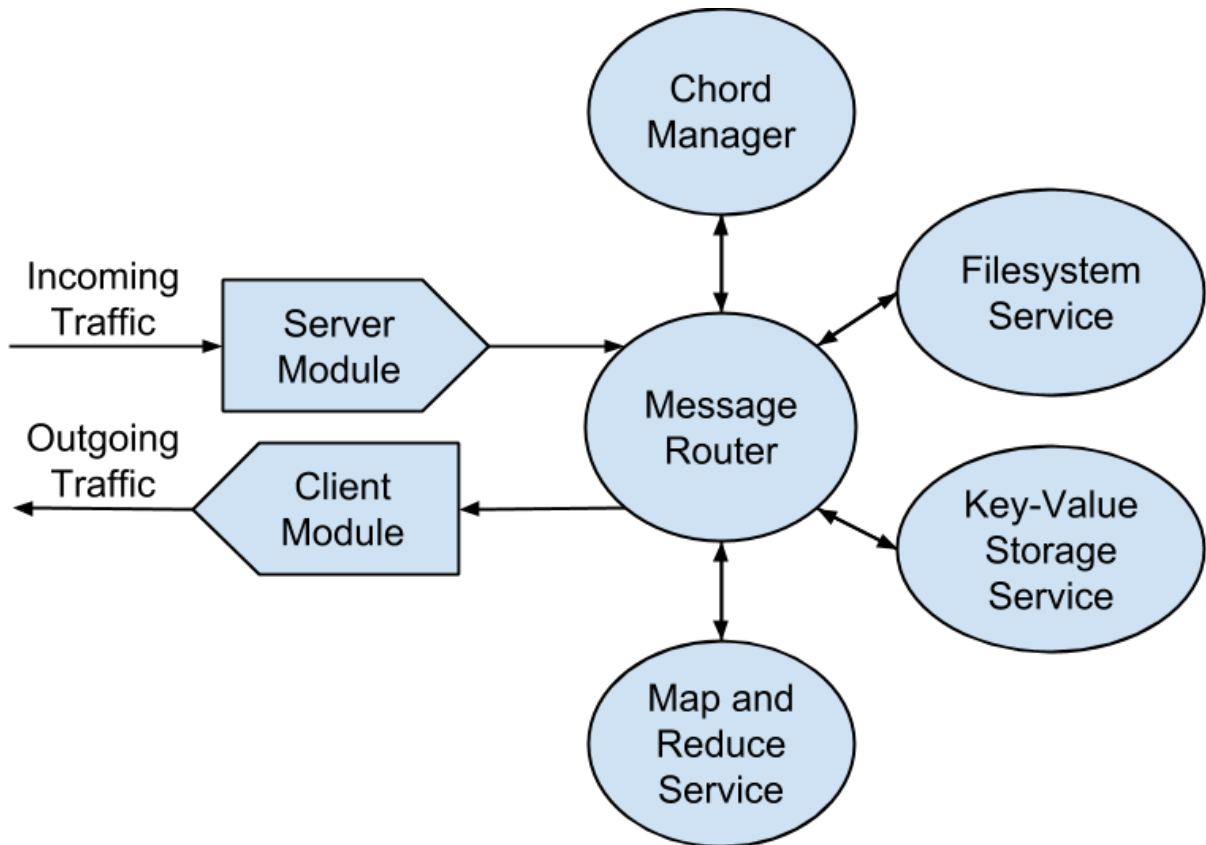 Chord
Manager
Incoming
Traffic
Server
Module
Filesystem
Service
Message
Router
Outgoing
Traffic
Client
Module
Key-Value
Storage
Service
Map and
Reduce
Service